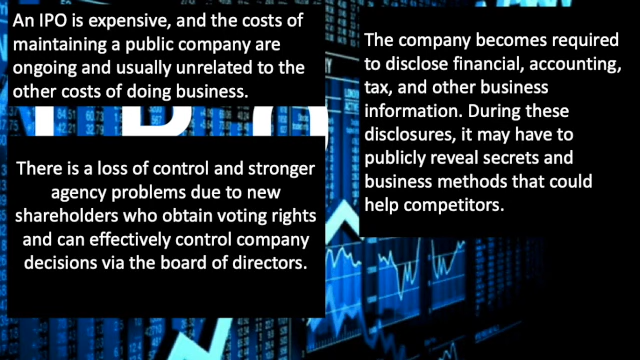 An IPO is expensive, and the costs of
maintaining a public company are
ongoing and usually unrelated to the
other costs of doing business.
There is a loss of control and stronger
agency problems due to new
shareholders who obtain voting rights
and can effectively control company
decisions via the board of directors.
The company becomes required
to disclose financial, accounting,
tax, and other business
information. During these
disclosures, it may have to
publicly reveal secrets and
business methods that could
help competitors.